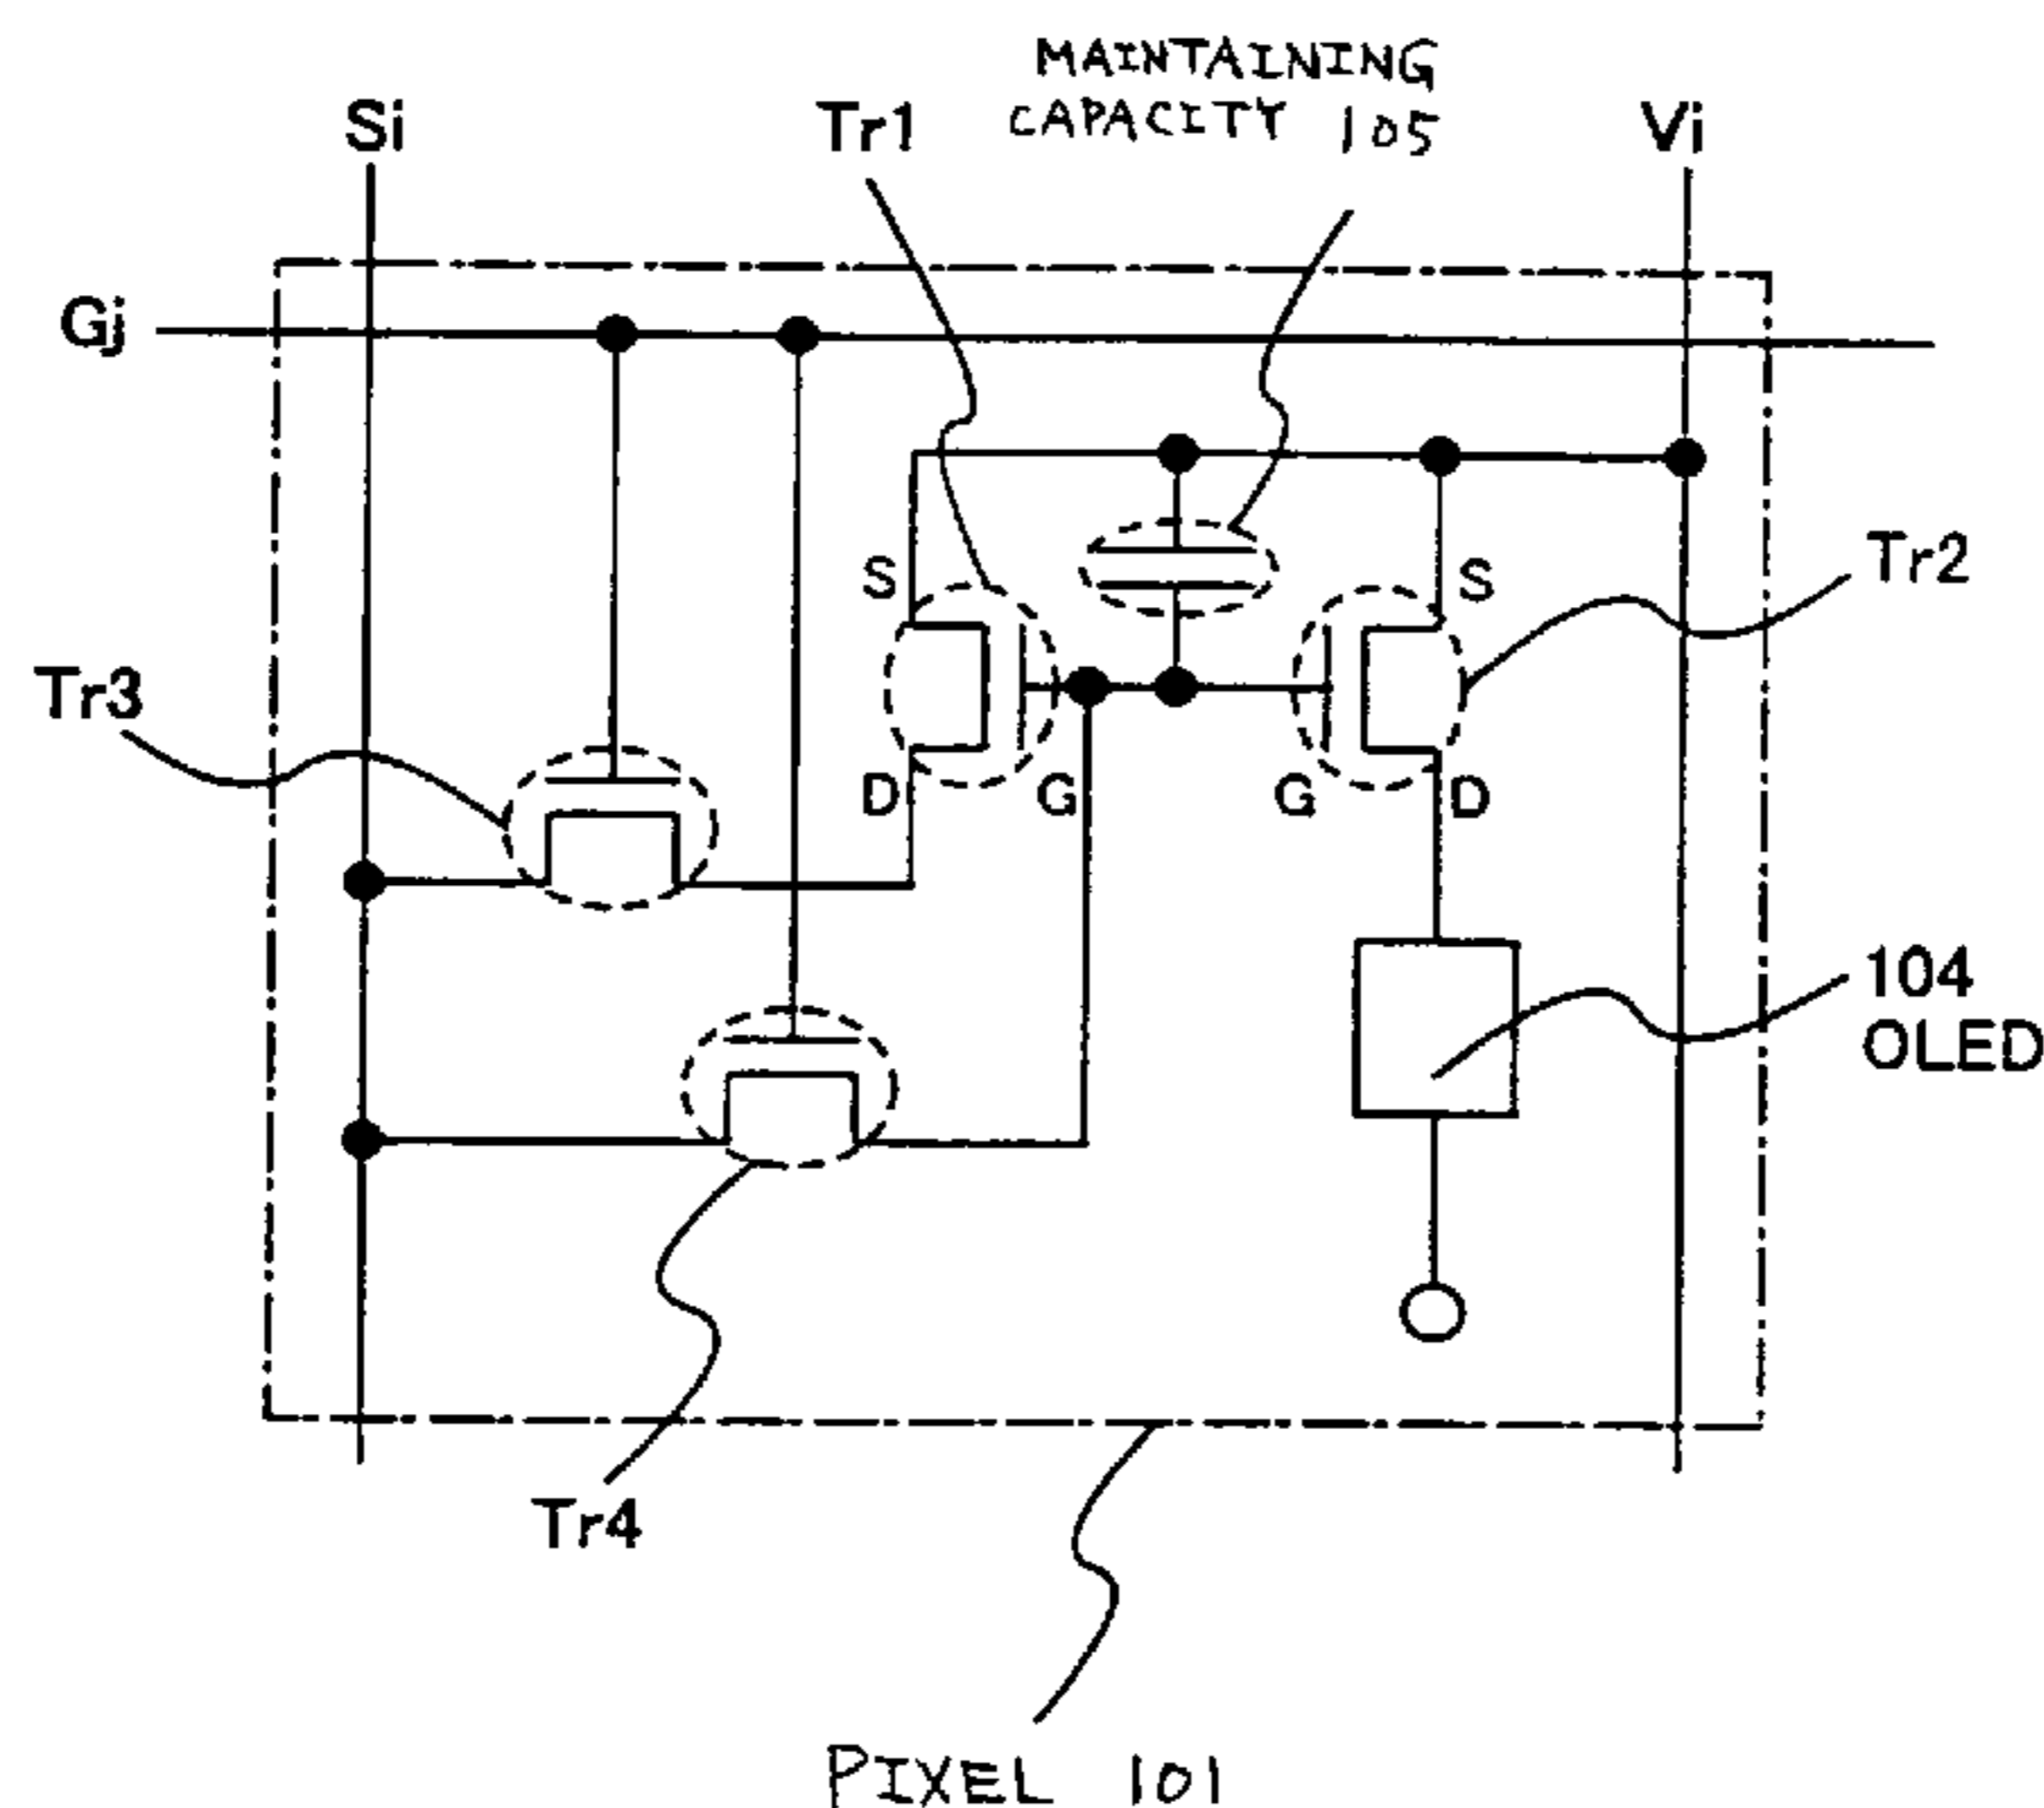 MAINTAINING
CAPACITY 105
Si
Tr1
Vi
Gj
Tr2
S
S
Tr3
D
G
G
D
104
OLED
Tr4
PIXEL 101